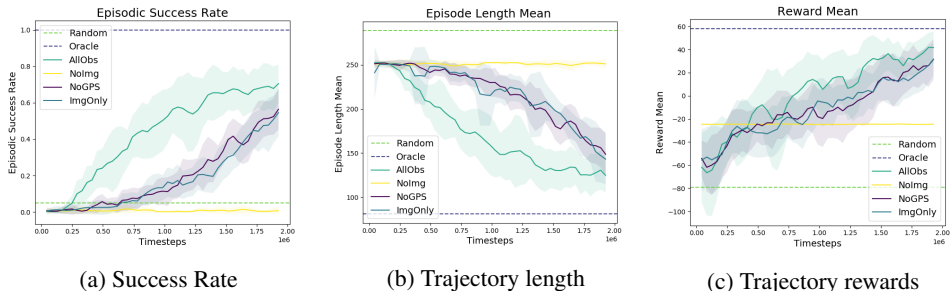 Episodic Success Rate
Episodic Success Rate
1.0
0.8
0.6
0.4
0.2
0.0
Random
Oracle
AllObs
NoImg
NoGPS
ImgOnly
0.00 0.25 0.50 0.75 1.00 1.25 1.50 1.75 2.00
1e6
Timesteps
(a) Success Rate
Episode Length Mean
Episode Length Mean
250
200
150
100
Random
Oracle
AllObs
NoImg
NoGPS
ImgOnly
0.00 0.25 0.50 0.75 1.00 1.25 1.50 1.75 2.00
1e6
Timesteps
(b) Trajectory length
Reward Mean
Reward Mean
60
40
20
0
−20
−40
−60
−80
−100
Random
Oracle
AllObs
NoImg
NoGPS
ImgOnly
0.00 0.25 0.50 0.75 1.00 1.25 1.50 1.75 2.00
1e6
Timesteps
(c) Trajectory rewards